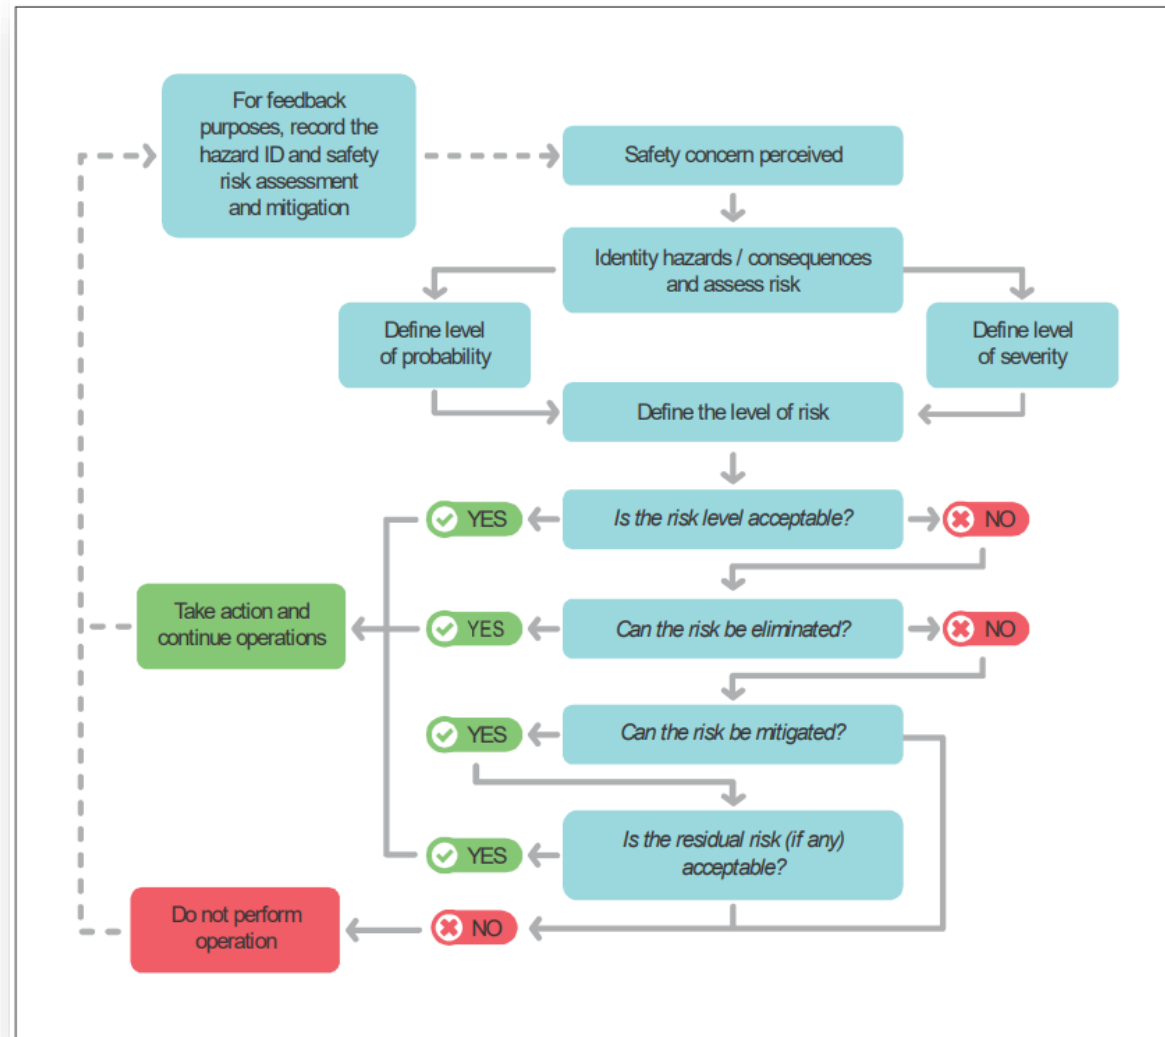 For feedback
purposes, record the
hazard ID and safety
risk assessment
and mitigation
Safety concern perceived
Identity hazards / consequences
and assess risk
Define level
of probability
Define level
of severity
Define the level of risk
YES
Is the risk level acceptable?
NO
Take action and
continue operations
YES
Can the risk be eliminated?
NO
YES
Can the risk be mitigated?
YES
Is the residual risk (if any)
acceptable?
Do not perform
operation
NO